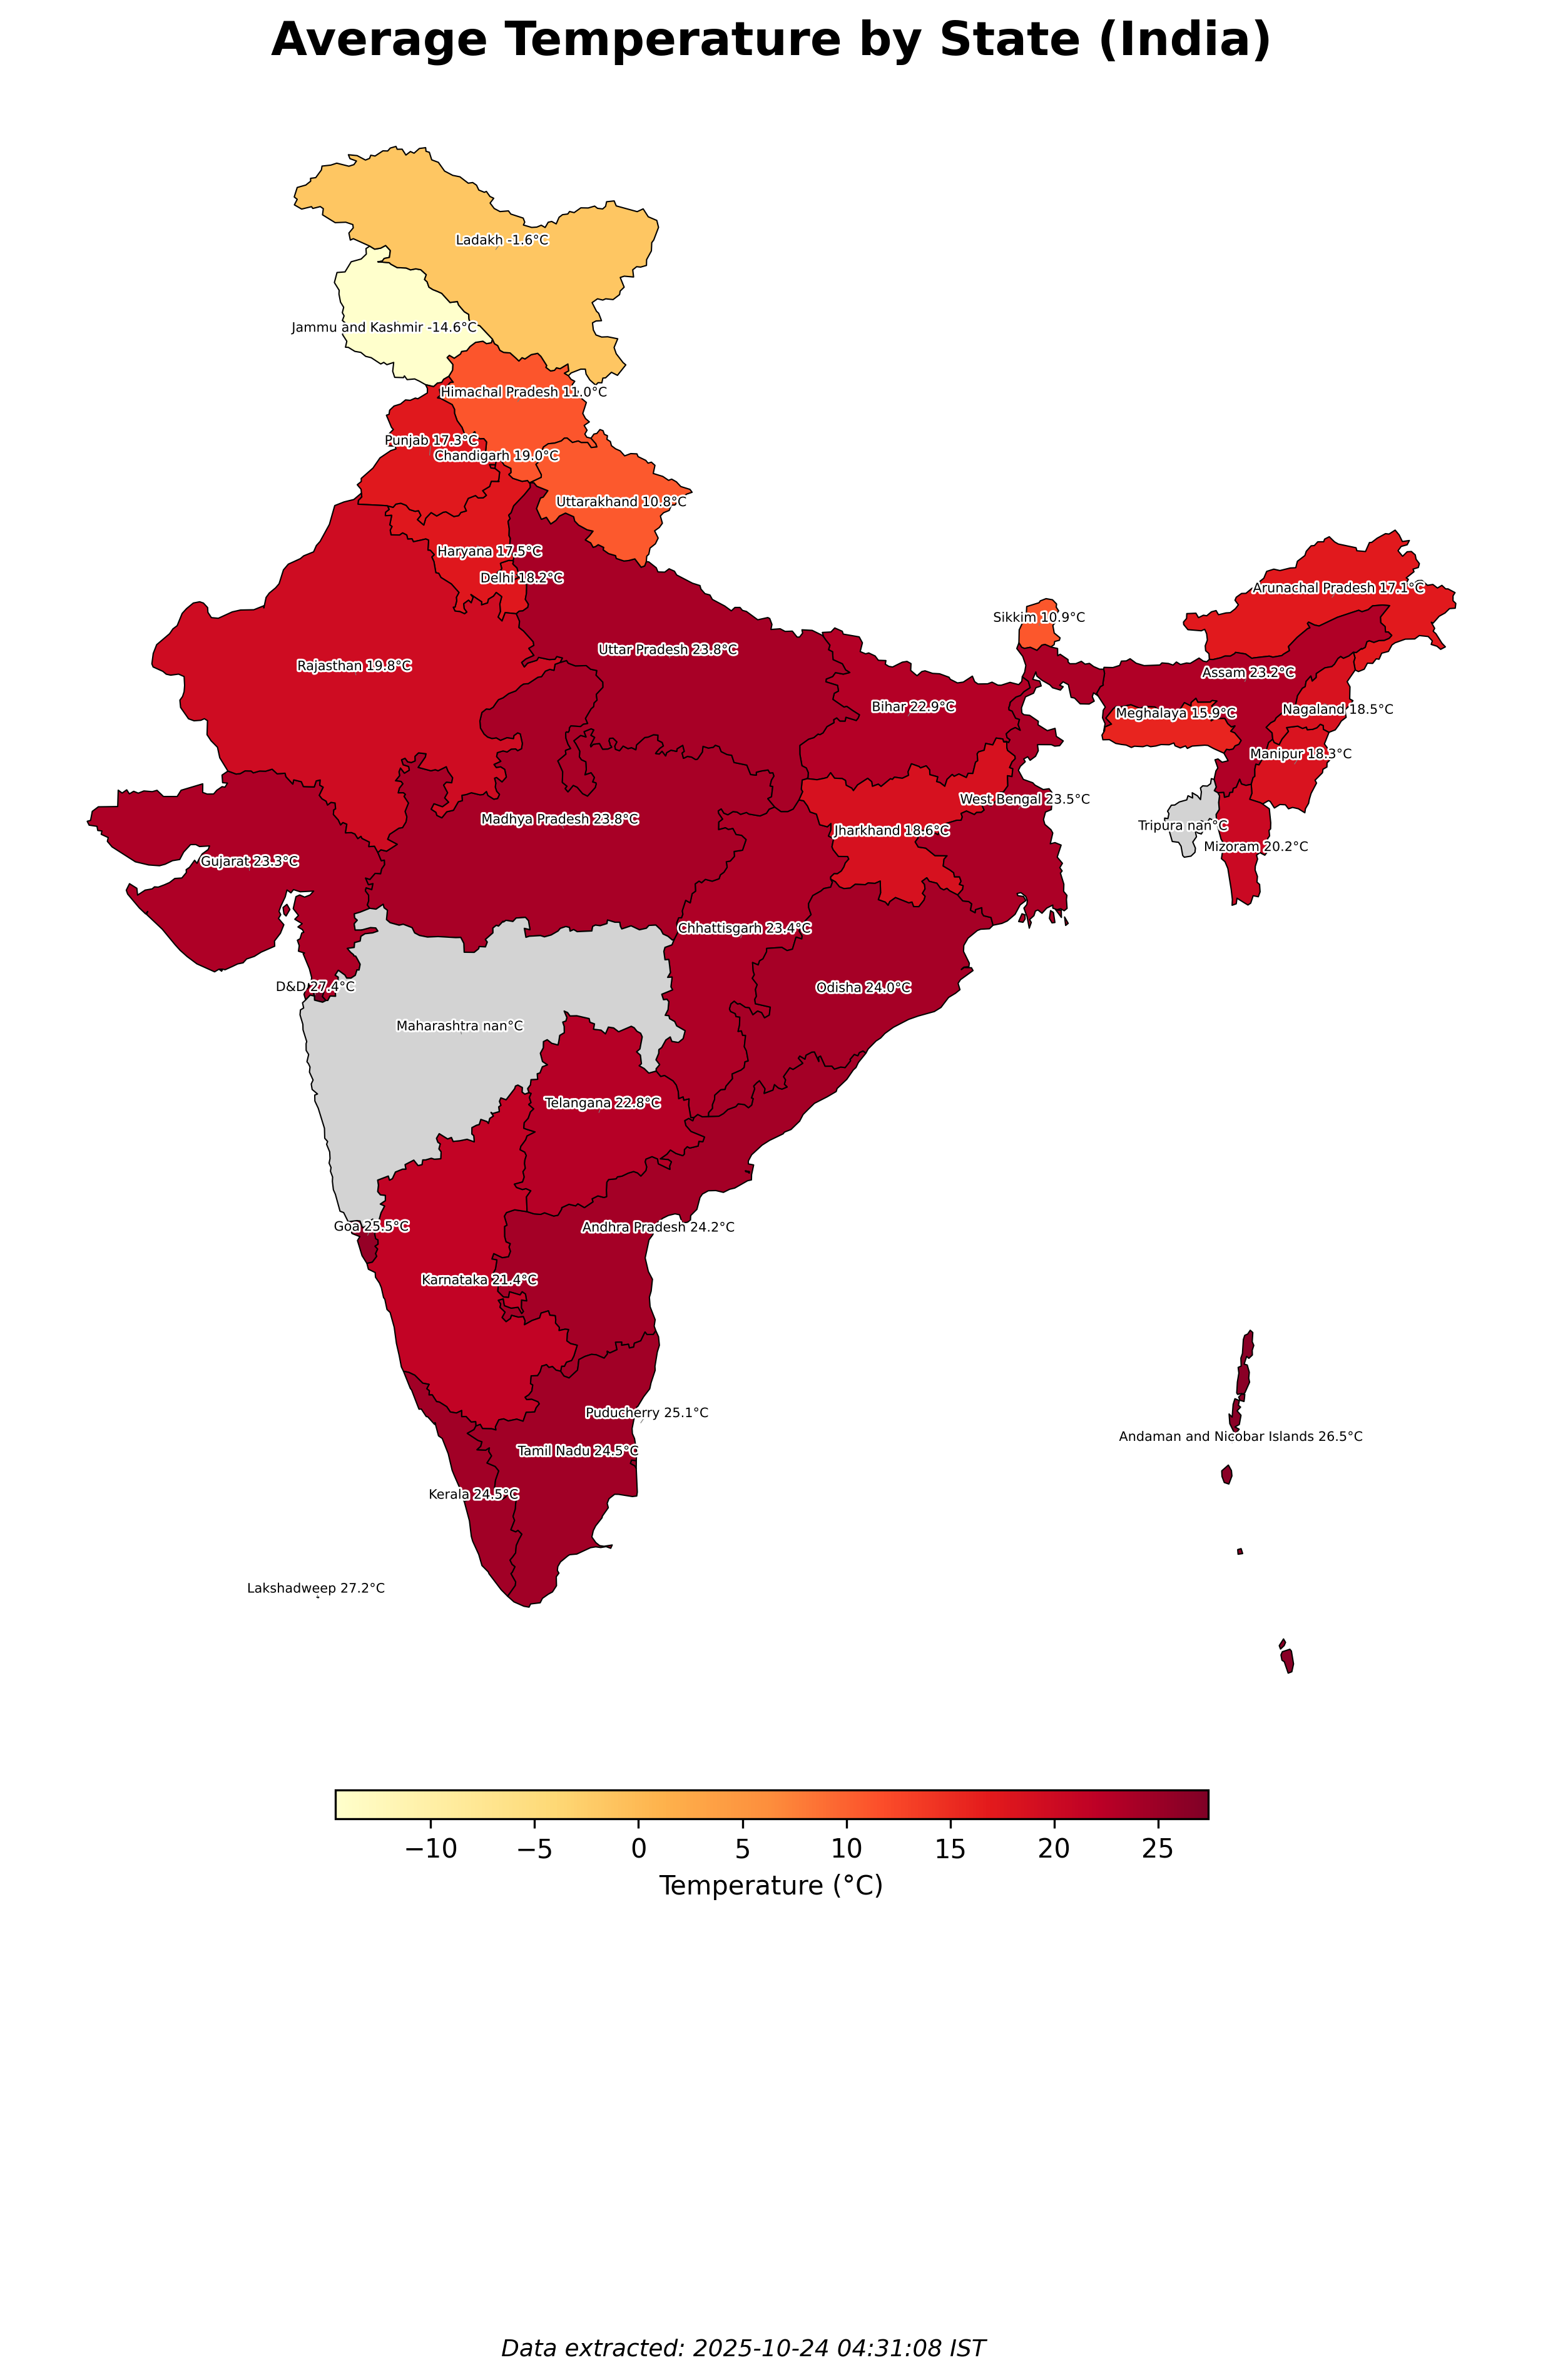 Average Temperature by State (India)
Ladakh -1.6°C
Jammu and Kashmir -14.6°C
Himachal Pradesh 11.0°C
Punjab 17.3°C
Chandigarh 19.0°C
Uttarakhand 10.8°C
Haryana 17.5°C
Delhi 18.2°C
Arunachal Pradesh 17.1°C
Sikkim 10.9°C
Uttar Pradesh 23.8°C
Rajasthan 19.8°C
Assam 23.2°C
Bihar 22.9°C
Meghalaya 15.9°C
Nagaland 18.5°C
Manipur 18.3°C
West Bengal 23.5°C
Madhya Pradesh 23.8°C
Tripura nan°C
Jharkhand 18.6°C
Mizoram 20.2°C
Gujarat 23.3°C
Chhattisgarh 23.4°C
D&D 27.4°C
Odisha 24.0°C
Maharashtra nan°C
Telangana 22.8°C
Goa 25.5°C
Andhra Pradesh 24.2°C
Karnataka 21.4°C
Puducherry 25.1°C
Andaman and Nicobar Islands 26.5°C
Tamil Nadu 24.5°C
Kerala 24.5°C
Lakshadweep 27.2°C
−10 −5 0 5 10 15 20 25
Temperature (°C)
Data extracted: 2025-10-24 04:31:08 IST